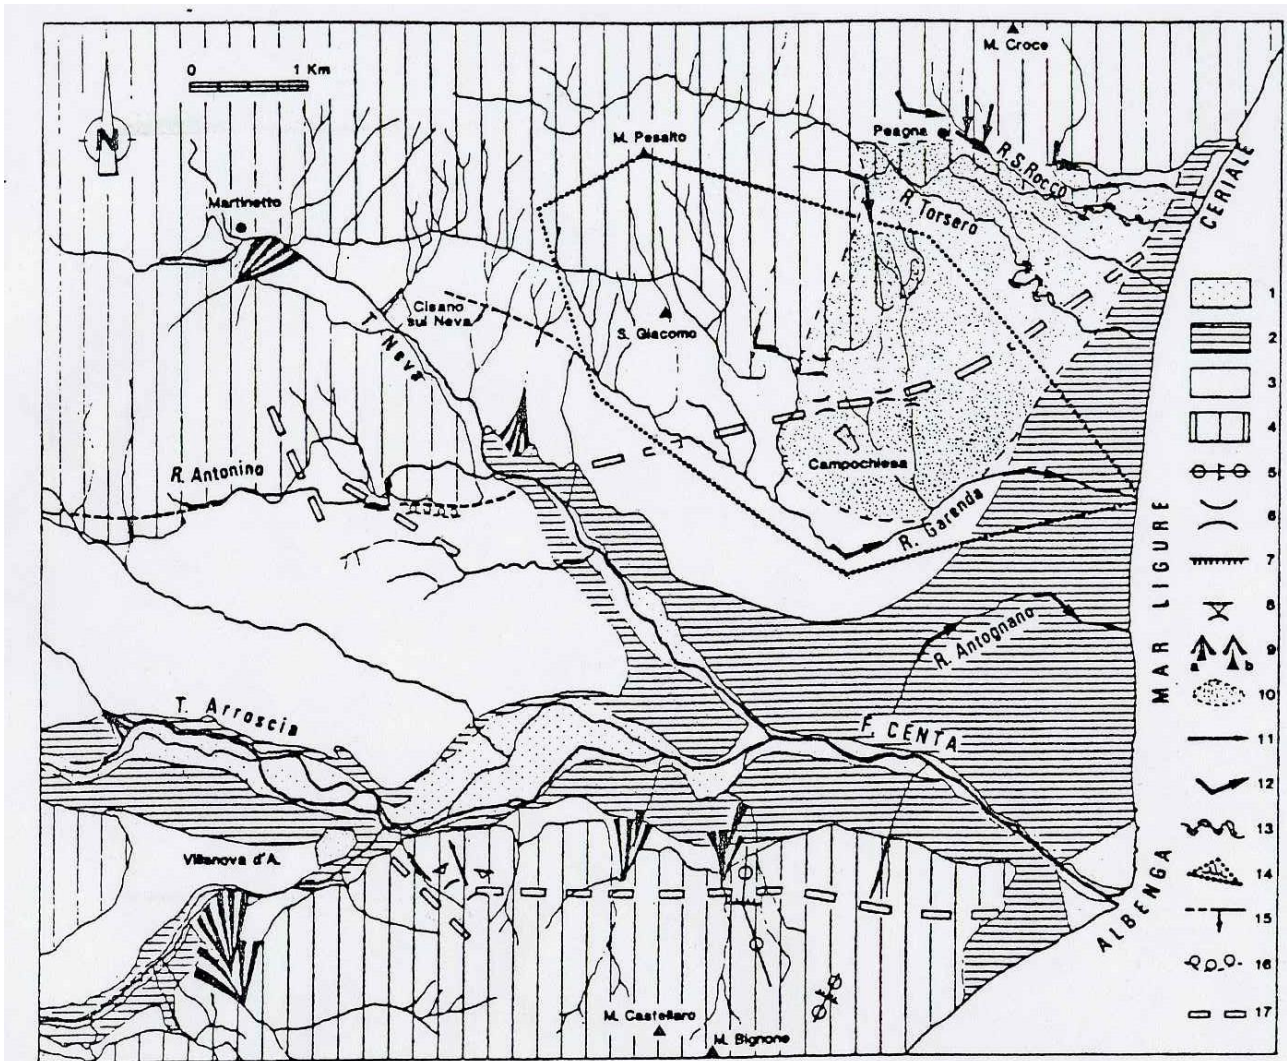 M. Croce
0 1 Km
N
Peagna
M. Pesalto
R.S.Rocco
CERIALE
Martinetto
R. Torsero
Cisano
sul Neva
T. Neva
S. Giacomo
1
2
3
4
R. Antonino
Campochiesa
5
R. Garenda
6
7
MAR LIGURE
R. Antognano
8
9
a b
10
T. Arroscia
F. CENTA
11
12
13
Villanova d'A.
14
ALBENGA
15
16
M. Castellaro
M. Bignone
17